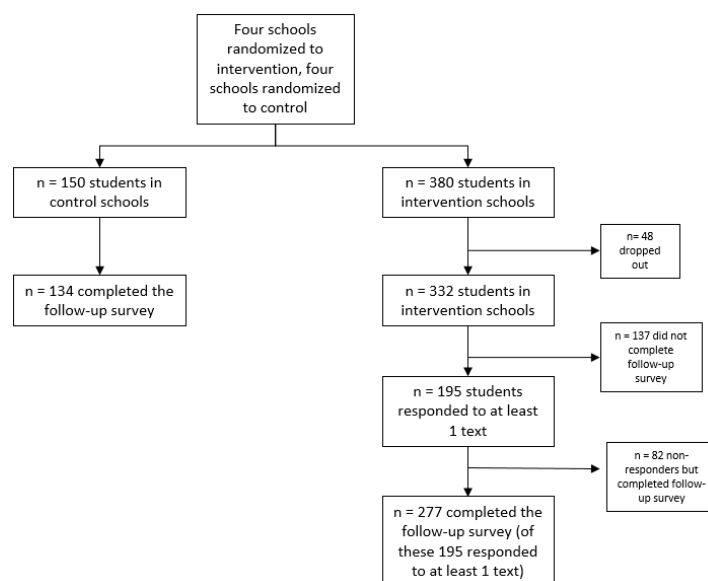 Four schools
randomized to
intervention, four
schools randomized
to control
n = 150 students in
control schools
n = 380 students in
intervention schools
n= 48
dropped
out
n = 134 completed the
follow-up survey
n = 332 students in
intervention schools
n = 137 did not
complete
follow-up
survey
n = 195 students
responded to at least
1 text
n = 82 non-
responders but
completed follow-
up survey
n = 277 completed the
follow-up survey (of
these 195 responded
to at least 1 text)